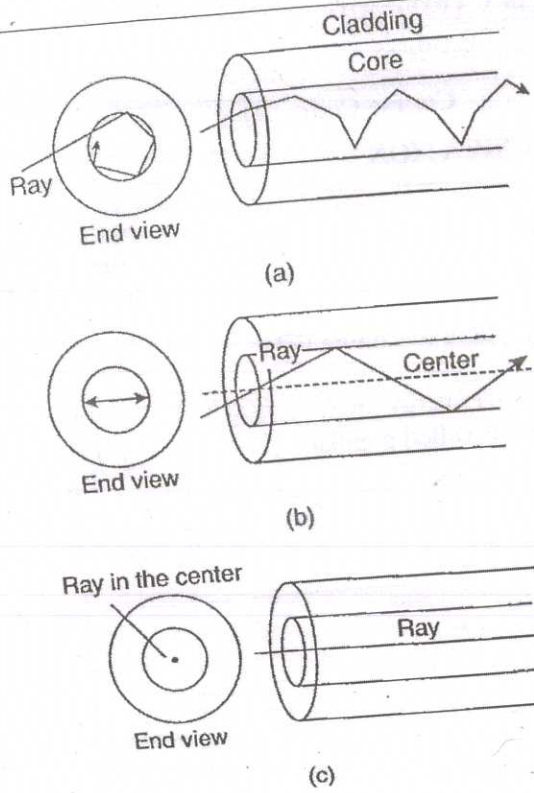 Cladding
Core
Ray
End view
(a)
Ray
Center
End view
(b)
Ray in the center
Ray
End view
(c)